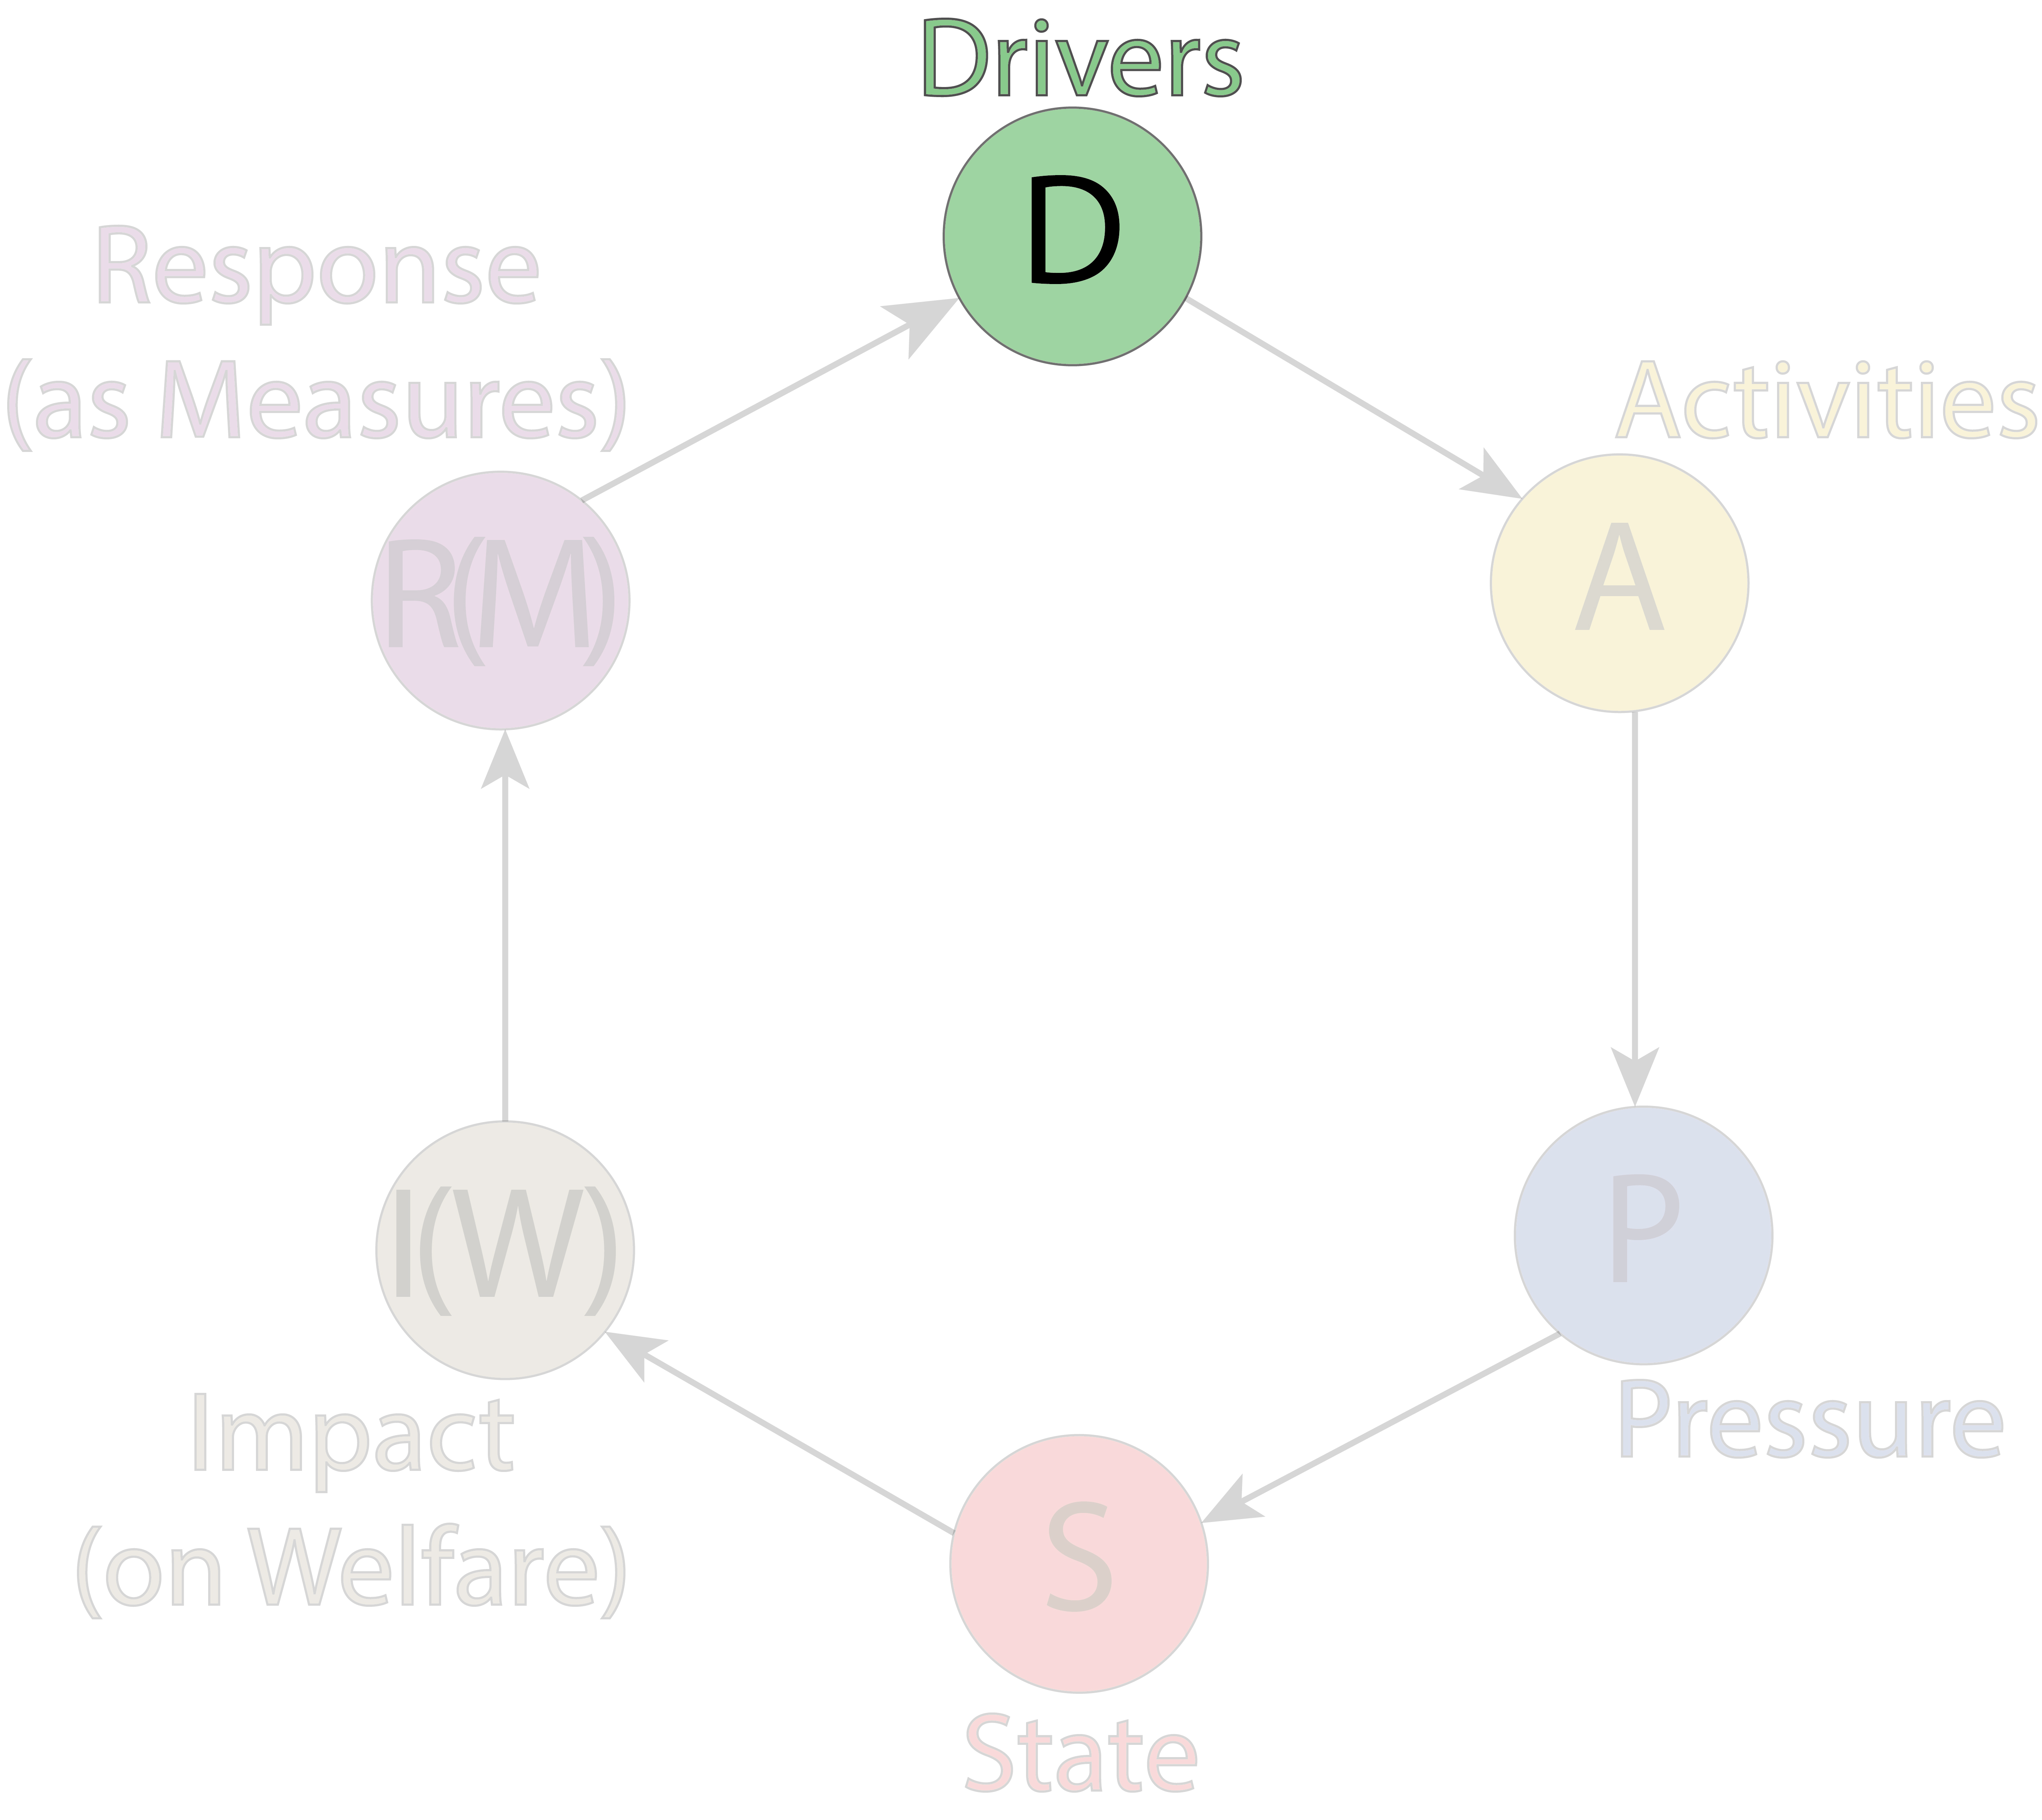 Drivers
D
Response
(as Measures)
R(M)
Activities
A
I(W)
Impact
(on Welfare)
P
Pressure
S
State